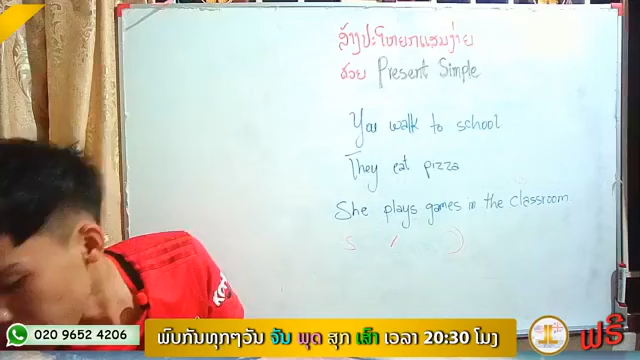 ສ້າງປະໂຫຍກແສນງ່າຍ
ດ້ວຍ Present Simple
You walk to school
They eat pizza
She plays games in the classroom.
S / )
020 9652 4206
ພົບກັນທຸກໆວັນ ຈັນ ພຸດ ສຸກ ເສົາ ເວລາ 20:30 ໂມງ
ຟຣີ